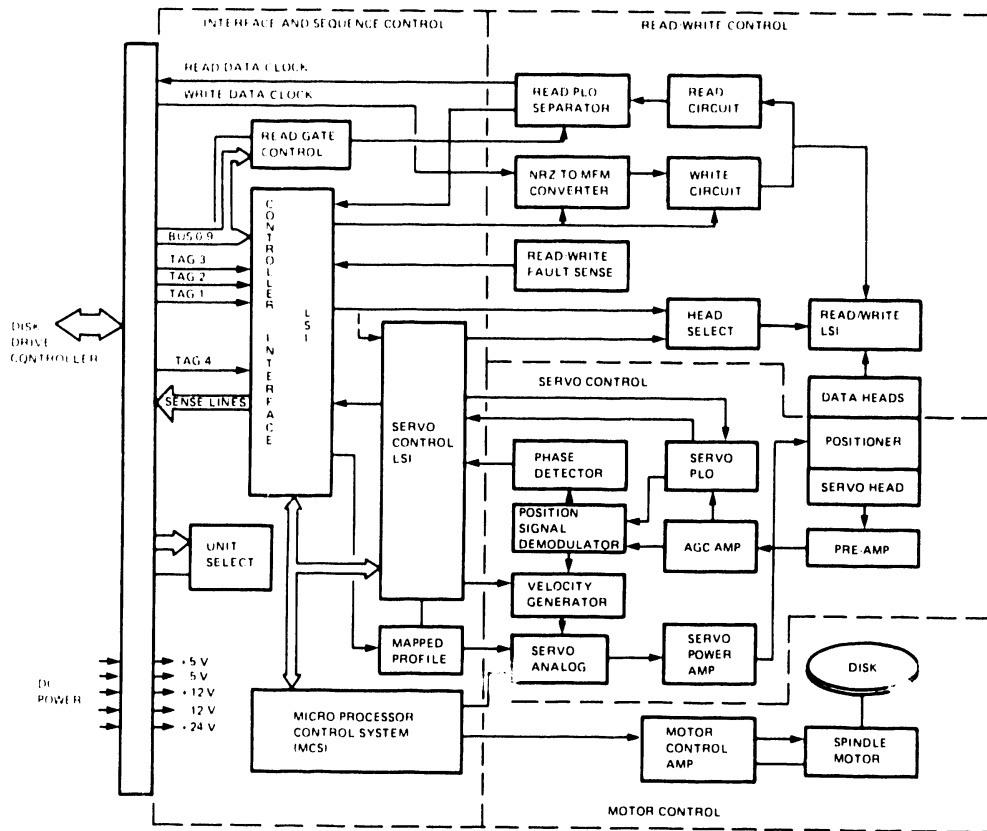 INTERFACE AND SEQUENCE CONTROL
READ-WRITE CONTROL
READ DATA CLOCK
WRITE DATA CLOCK
READ GATE
CONTROL
READ PLO
SEPARATOR
READ
CIRCUIT
NRZ TO MFM
CONVERTER
WRITE
CIRCUIT
BUS 0-9
TAG 3
TAG 2
TAG 1
TAG 4
SENSE LINES
CONTROLLER INTERFACE
LSI
READ-WRITE
FAULT SENSE
HEAD
SELECT
READ/WRITE
LSI
DISK
DRIVE
CONTROLLER
SERVO CONTROL
DATA HEADS
POSITIONER
SERVO HEAD
SERVO
CONTROL
LSI
PHASE
DETECTOR
SERVO
PLO
POSITION
SIGNAL
DEMODULATOR
AGC AMP
PRE-AMP
UNIT
SELECT
VELOCITY
GENERATOR
MAPPED
PROFILE
SERVO
ANALOG
SERVO
POWER
AMP
DISK
DC
POWER
+5 V
5 V
+12 V
12 V
+24 V
MICRO PROCESSOR
CONTROL SYSTEM
(MCS)
MOTOR
CONTROL
AMP
SPINDLE
MOTOR
MOTOR CONTROL